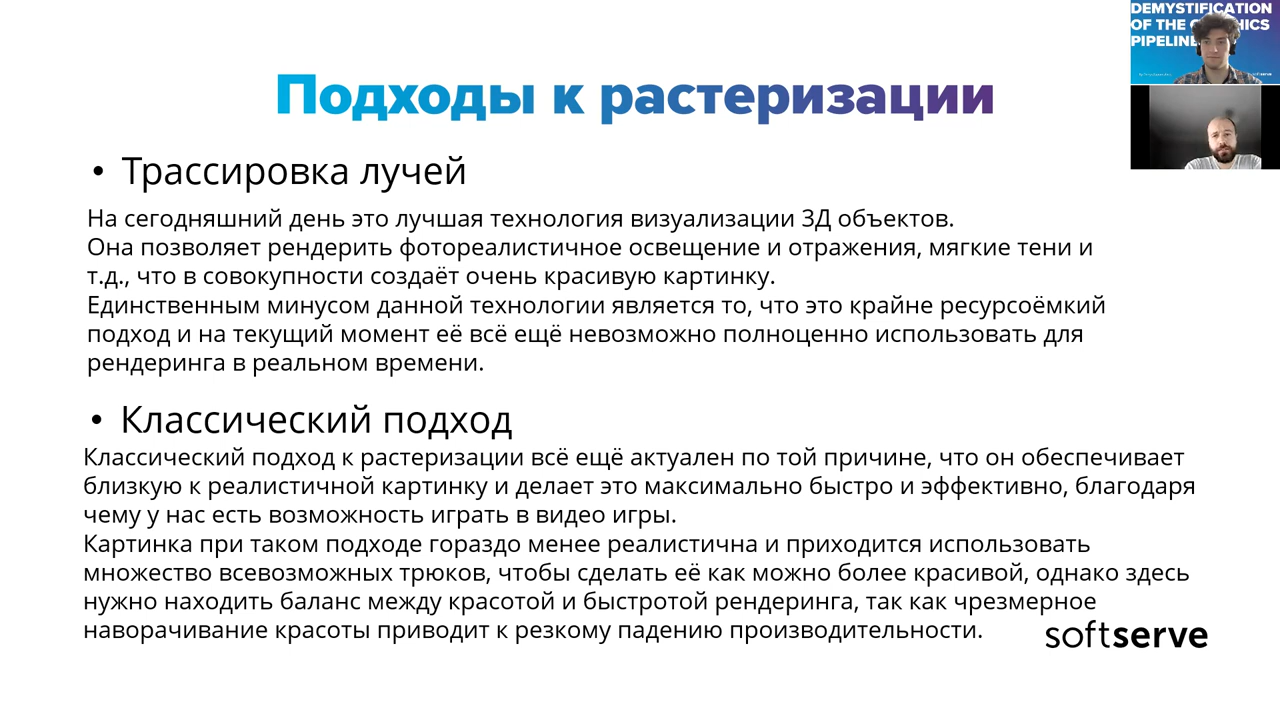 DEMYSTIFICATION
OF THE
PIPELINE
Подходы к растеризации
• Трассировка лучей
На сегодняшний день это лучшая технология визуализации 3Д объектов.
Она позволяет рендерить фотореалистичное освещение и отражения, мягкие тени и
т.д., что в совокупности создаёт очень красивую картинку.
Единственным минусом данной технологии является то, что это крайне ресурсоёмкий
подход и на текущий момент её всё ещё невозможно полноценно использовать для
рендеринга в реальном времени.
• Классический подход
Классический подход к растеризации всё ещё актуален по той причине, что он обеспечивает
близкую к реалистичной картинку и делает это максимально быстро и эффективно, благодаря
чему у нас есть возможность играть в видео игры.
Картинка при таком подходе гораздо менее реалистична и приходится использовать
множество всевозможных трюков, чтобы сделать её как можно более красивой, однако здесь
нужно находить баланс между красотой и быстротой рендеринга, так как чрезмерное
наворачивание красоты приводит к резкому падению производительности.
softserve